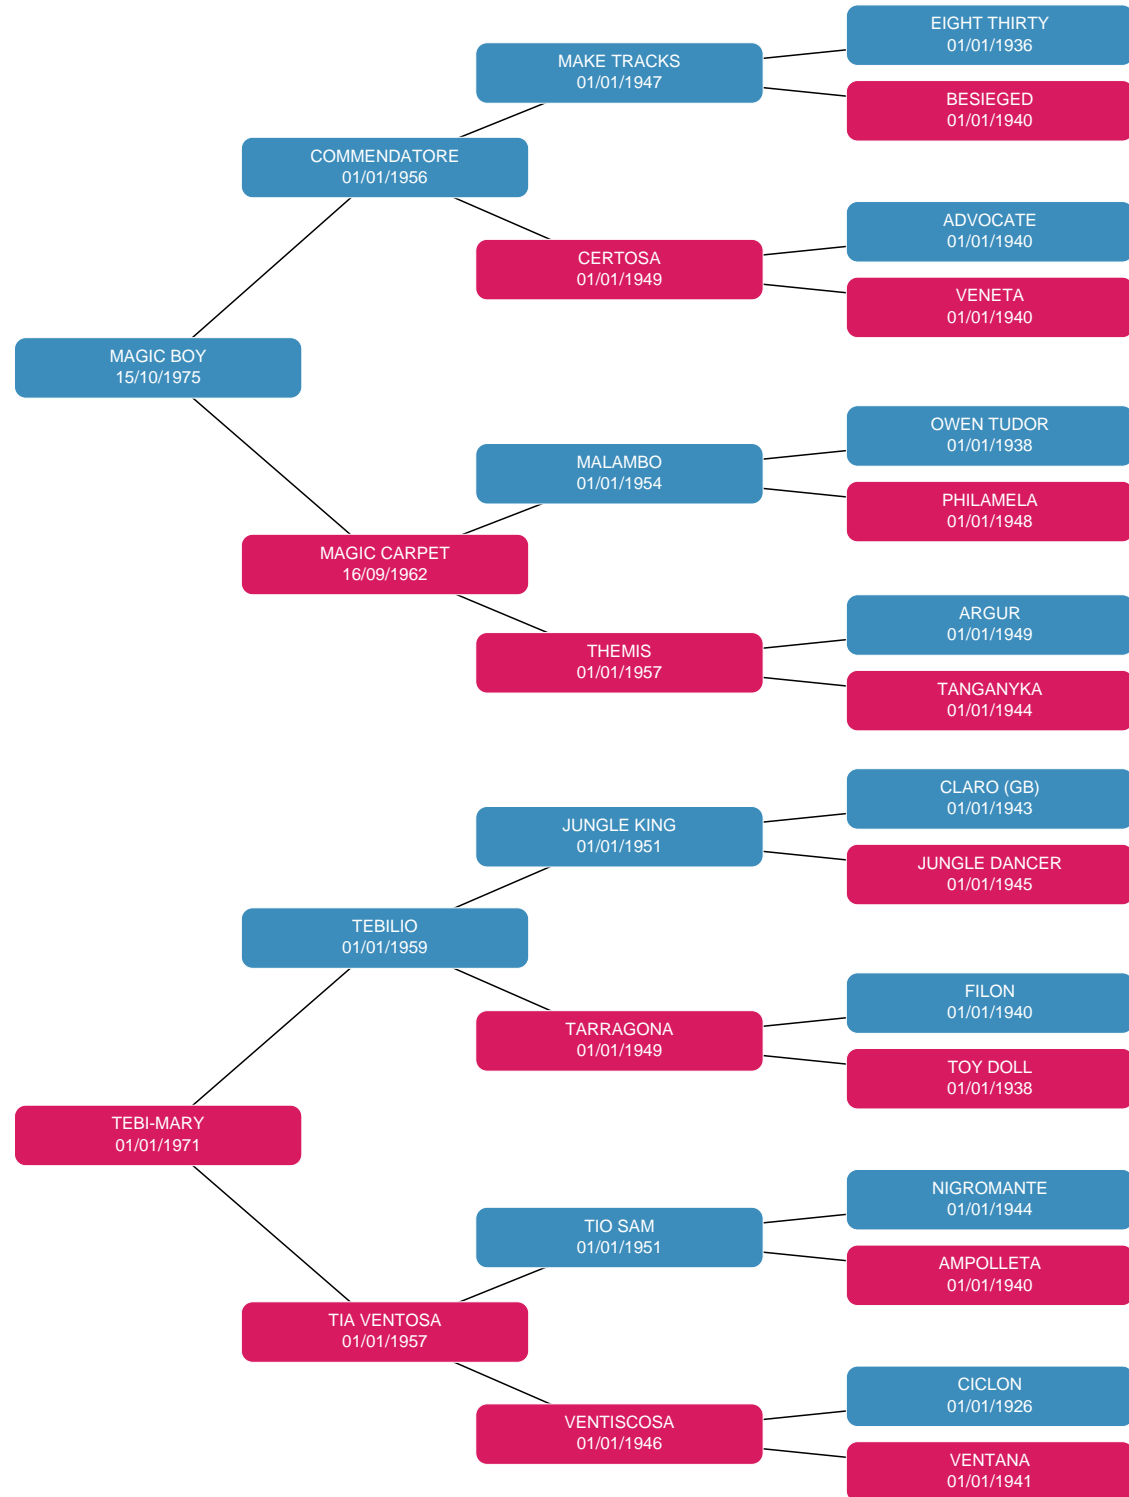 EIGHT THIRTY
01/01/1936
MAKE TRACKS
01/01/1947
BESIEGED
01/01/1940
COMMENDATORE
01/01/1956
ADVOCATE
01/01/1940
CERTOSA
01/01/1949
VENETA
01/01/1940
MAGIC BOY
15/10/1975
OWEN TUDOR
01/01/1938
MALAMBO
01/01/1954
PHILAMELA
01/01/1948
MAGIC CARPET
16/09/1962
ARGUR
01/01/1949
THEMIS
01/01/1957
TANGANYKA
01/01/1944
CLARO (GB)
01/01/1943
JUNGLE KING
01/01/1951
JUNGLE DANCER
01/01/1945
TEBILIO
01/01/1959
FILON
01/01/1940
TARRAGONA
01/01/1949
TOY DOLL
01/01/1938
TEBI-MARY
01/01/1971
NIGROMANTE
01/01/1944
TIO SAM
01/01/1951
AMPOLLETA
01/01/1940
TIA VENTOSA
01/01/1957
CICLON
01/01/1926
VENTISCOSA
01/01/1946
VENTANA
01/01/1941